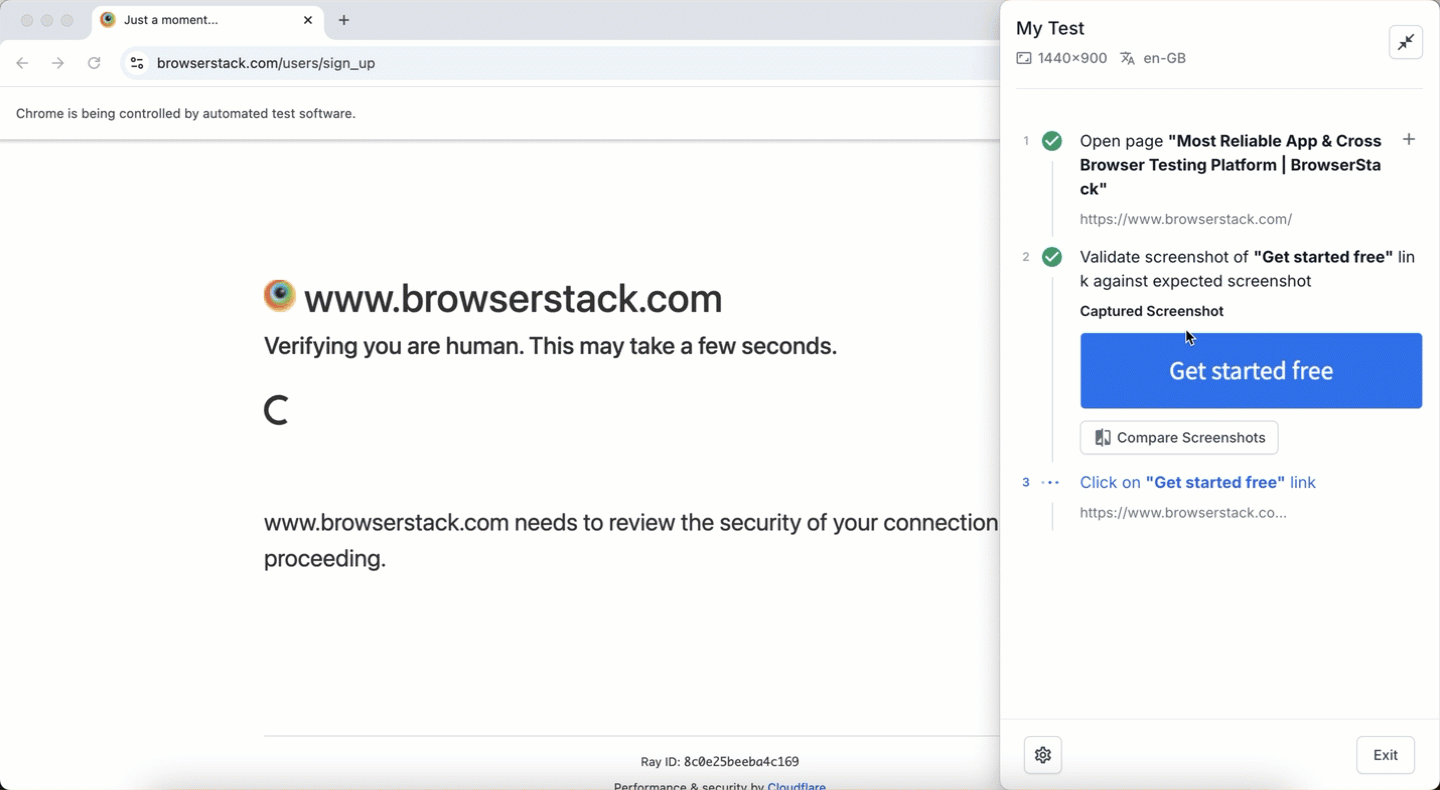 Just a moment...
browserstack.com/users/sign_up
Chrome is being controlled by automated test software.
www.browserstack.com
Verifying you are human. This may take a few seconds.
www.browserstack.com needs to review the security of your connection
proceeding.
Ray ID: 8c0e25beeba4c169
Performance & security by Cloudflare
My Test
1440×900 en-GB
1 Open page "Most Reliable App & Cross
Browser Testing Platform | BrowserSta
ck"
https://www.browserstack.com/
2 Validate screenshot of "Get started free" lin
k against expected screenshot
Captured Screenshot
Get started free
Compare Screenshots
3 Click on "Get started free" link
https://www.browserstack.co...
Exit